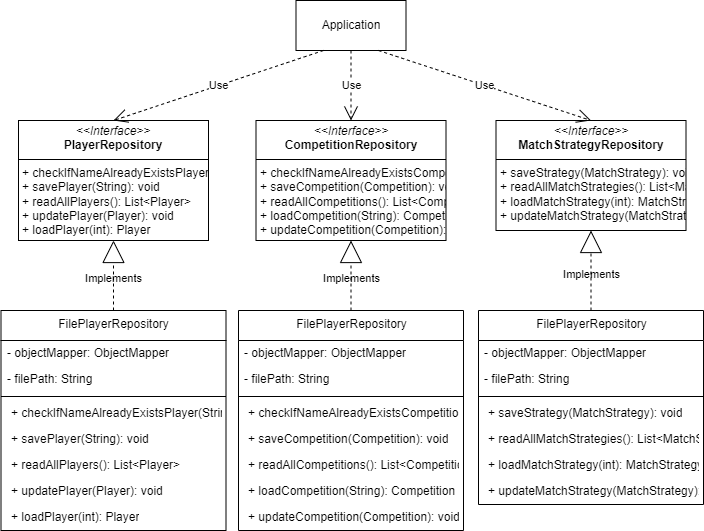 Application
Use
Use
Use
<<Interface>>
PlayerRepository
+ checkIfNameAlreadyExistsPlayer
+ savePlayer(String): void
+ readAllPlayers(): List<Player>
+ updatePlayer(Player): void
+ loadPlayer(int): Player
<<Interface>>
CompetitionRepository
+ checkIfNameAlreadyExistsComp
+ saveCompetition(Competition): v
+ readAllCompetitions(): List<Comp
+ loadCompetition(String): Compet
+ updateCompetition(Competition):
<<Interface>>
MatchStrategyRepository
+ saveStrategy(MatchStrategy): vo
+ readAllMatchStrategies(): List<M
+ loadMatchStrategy(int): MatchStr
+ updateMatchStrategy(MatchStrat
Implements
Implements
Implements
FilePlayerRepository
- objectMapper: ObjectMapper
- filePath: String
+ checkIfNameAlreadyExistsPlayer(Stri
+ savePlayer(String): void
+ readAllPlayers(): List<Player>
+ updatePlayer(Player): void
+ loadPlayer(int): Player
FilePlayerRepository
- objectMapper: ObjectMapper
- filePath: String
+ checkIfNameAlreadyExistsCompetitio
+ saveCompetition(Competition): void
+ readAllCompetitions(): List<Competitio
+ loadCompetition(String): Competition
+ updateCompetition(Competition): void
FilePlayerRepository
- objectMapper: ObjectMapper
- filePath: String
+ saveStrategy(MatchStrategy): void
+ readAllMatchStrategies(): List<MatchS
+ loadMatchStrategy(int): MatchStrategy
+ updateMatchStrategy(MatchStrategy)